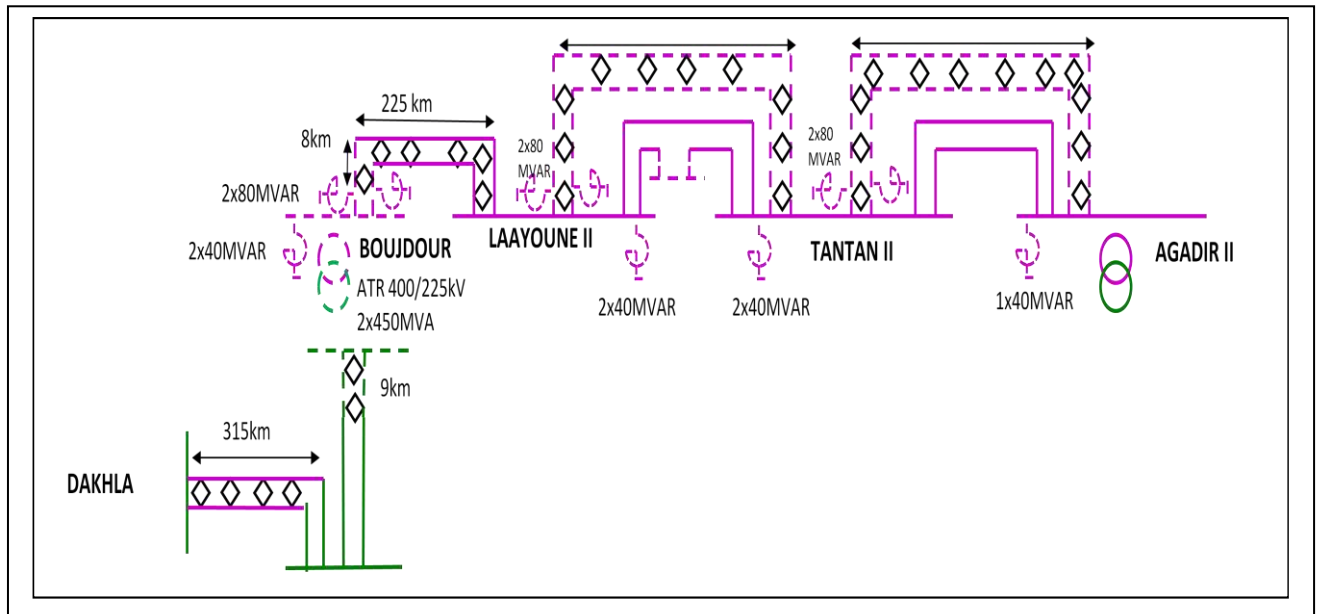 225 km
8km
2x80
MVAR
2x80
MVAR
2x80MVAR
2x40MVAR
BOUJDOUR
LAAYOUNE II
TANTAN II
AGADIR II
ATR 400/225kV
2x450MVA
2x40MVAR
2x40MVAR
1x40MVAR
9km
315km
DAKHLA